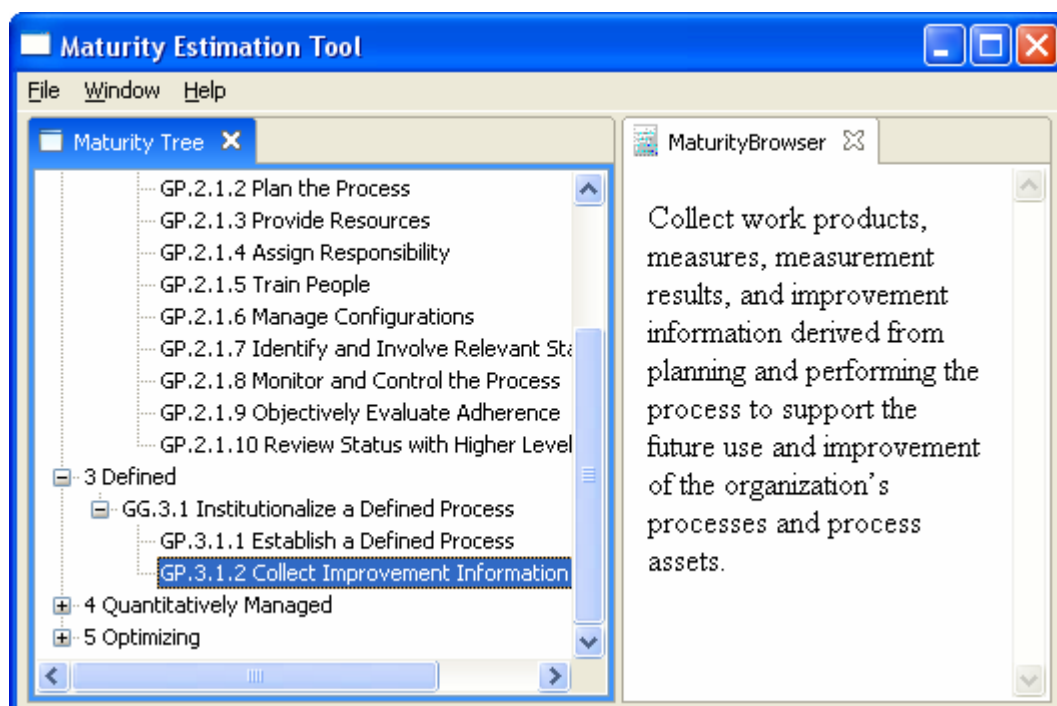 Maturity Estimation Tool
File Window Help
Maturity Tree
GP.2.1.2 Plan the Process
GP.2.1.3 Provide Resources
GP.2.1.4 Assign Responsibility
GP.2.1.5 Train People
GP.2.1.6 Manage Configurations
GP.2.1.7 Identify and Involve Relevant Sta
GP.2.1.8 Monitor and Control the Process
GP.2.1.9 Objectively Evaluate Adherence
GP.2.1.10 Review Status with Higher Level
3 Defined
GG.3.1 Institutionalize a Defined Process
GP.3.1.1 Establish a Defined Process
GP.3.1.2 Collect Improvement Information
4 Quantitatively Managed
5 Optimizing
MaturityBrowser
Collect work products,
measures, measurement
results, and improvement
information derived from
planning and performing the
process to support the
future use and improvement
of the organization's
processes and process
assets.